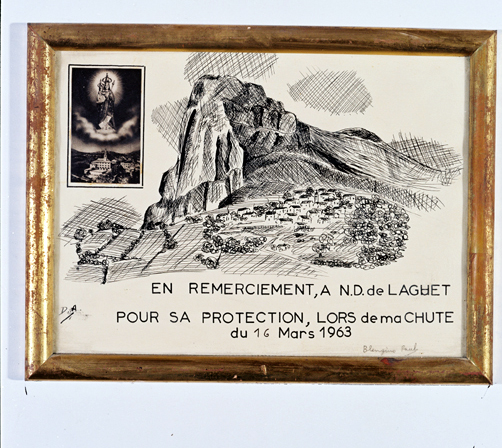 EN REMERCIEMENT, A N.D. de LAGHET
POUR SA PROTECTION, LORS de ma CHUTE
du 16 Mars 1963